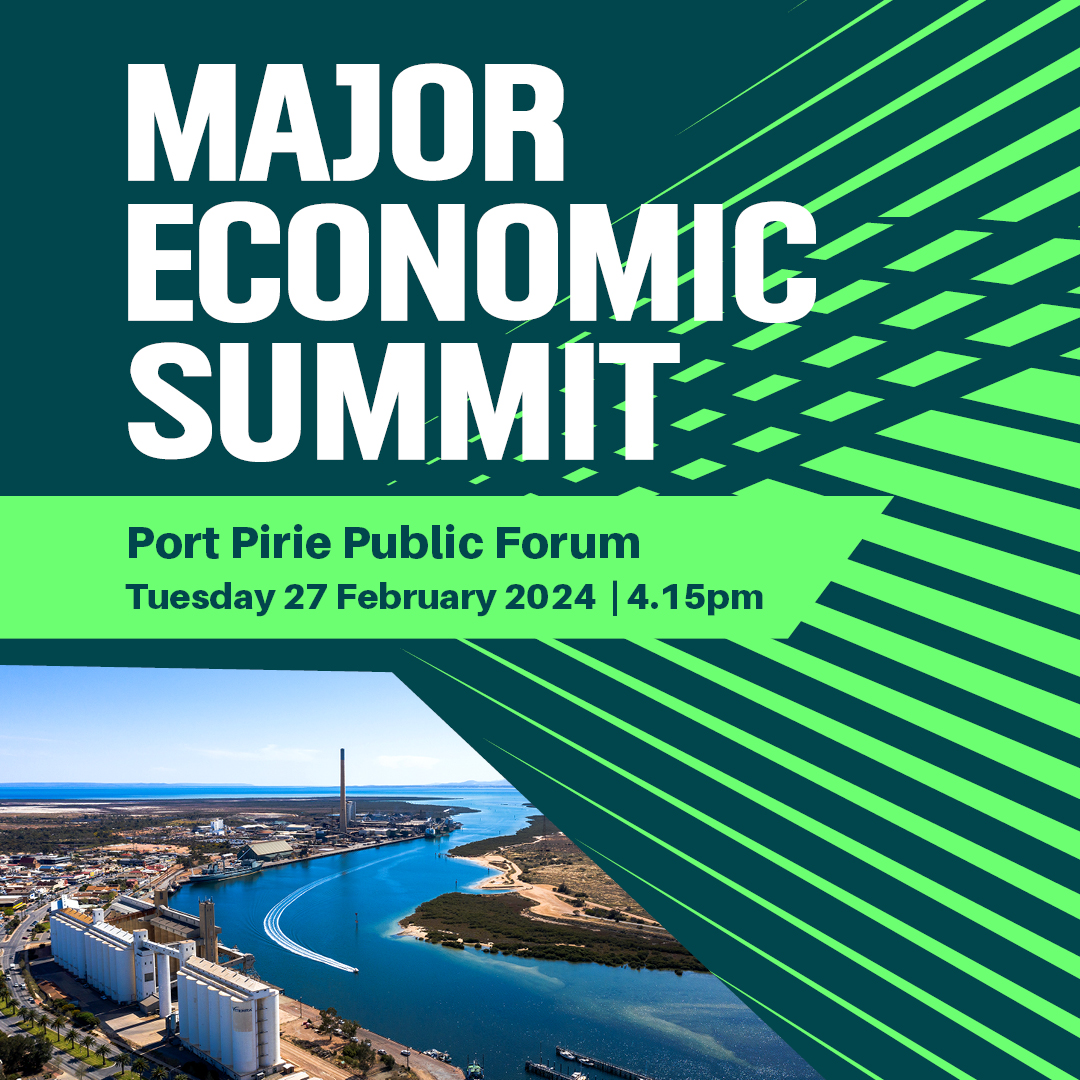 MAJOR
ECONOMIC
SUMMIT
Port Pirie Public Forum
Tuesday 27 February 2024 | 4.15pm